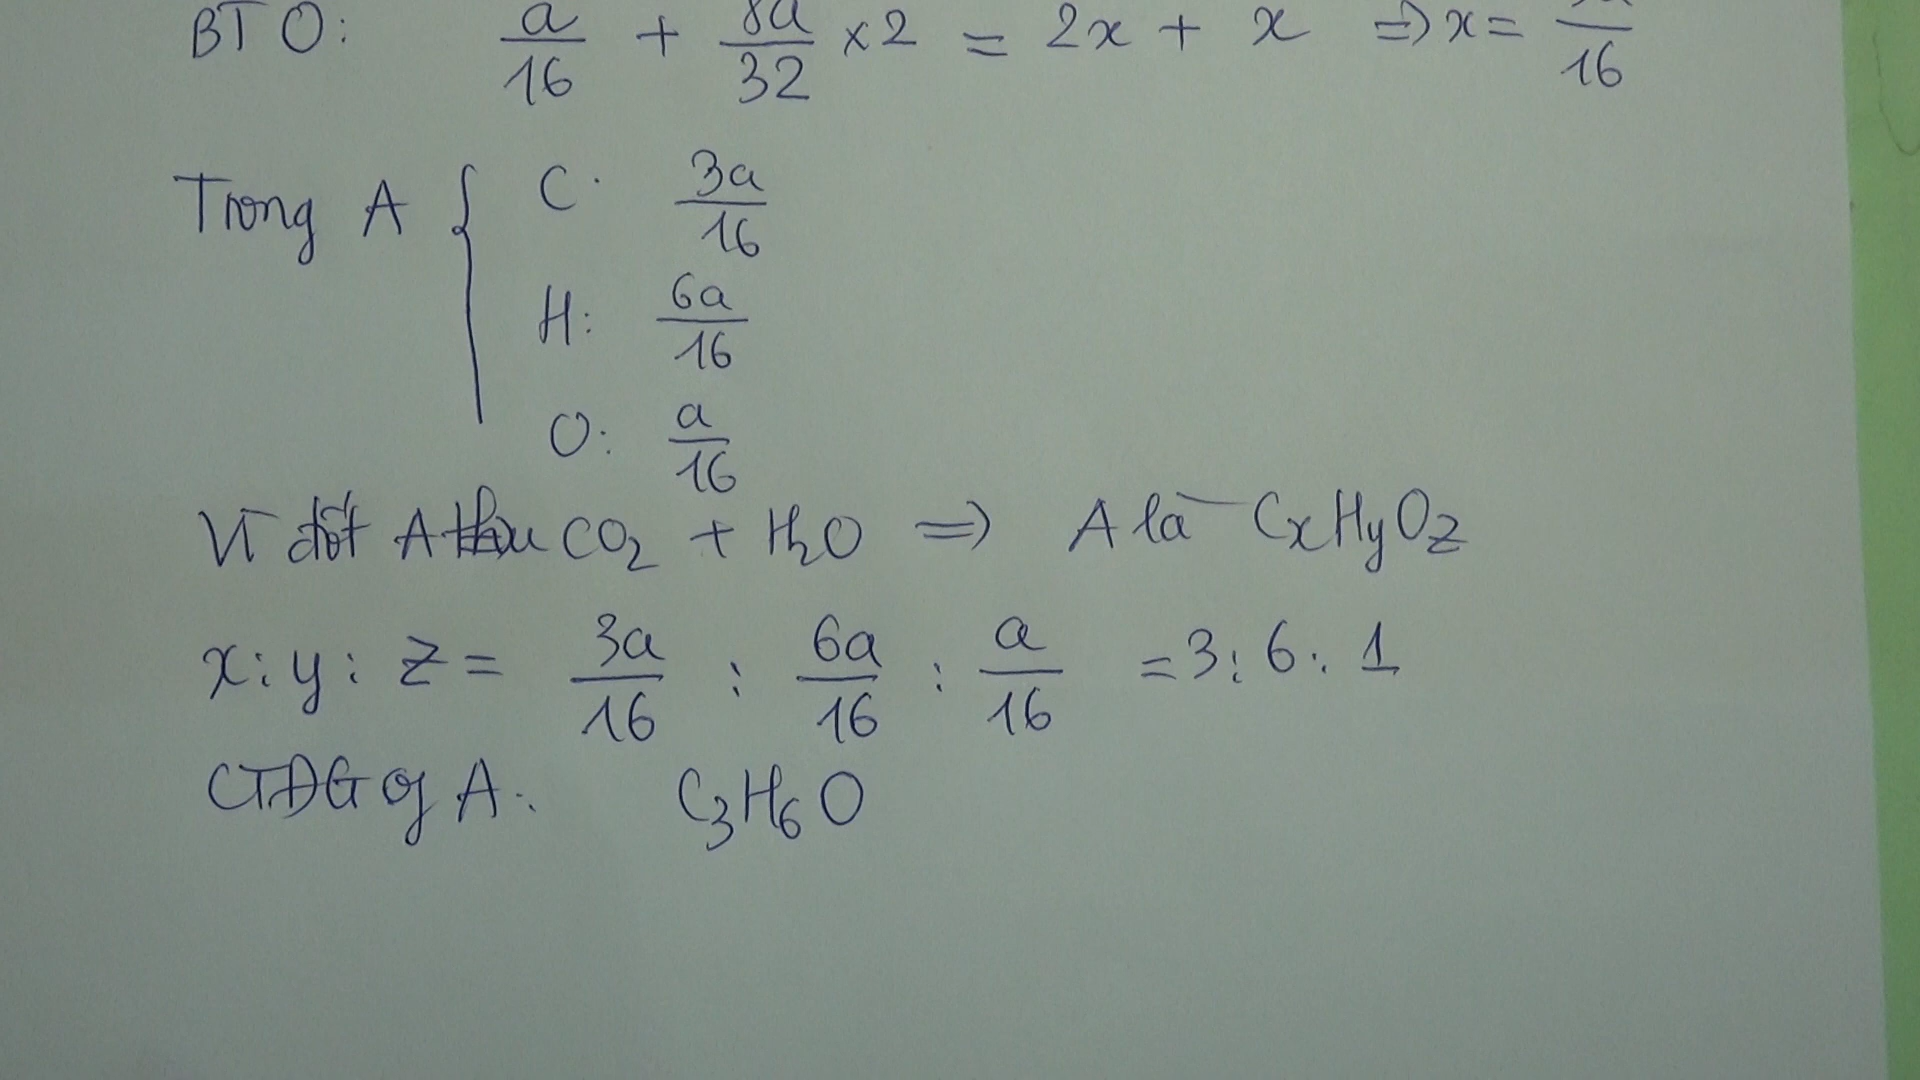 BT O: a/16 + 8a/32 x 2 = 2x + x => x = /16
Trong A { C: 3a/16
H: 6a/16
O: a/16
Vì đốt A thu CO2 + H2O => A là CxHyOz
x : y : z = 3a/16 : 6a/16 : a/16 = 3 : 6 : 1
CTĐG of A: C3H6O